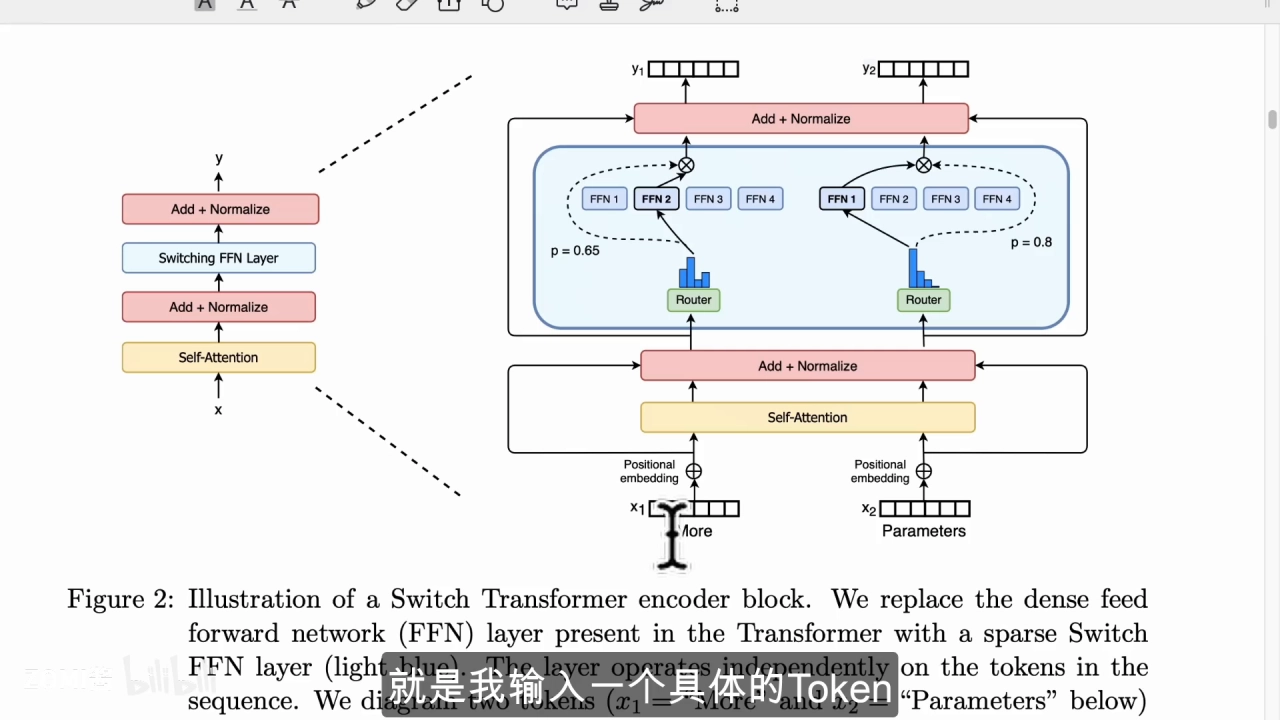 y
Add + Normalize
Switching FFN Layer
Add + Normalize
Self-Attention
x
y1
y2
Add + Normalize
FFN 1 FFN 2 FFN 3 FFN 4
FFN 1 FFN 2 FFN 3 FFN 4
p = 0.65
p = 0.8
Router
Router
Add + Normalize
Self-Attention
Positional
embedding
Positional
embedding
x1
More
x2
Parameters
Figure 2: Illustration of a Switch Transformer encoder block. We replace the dense feed
forward network (FFN) layer present in the Transformer with a sparse Switch
FFN layer (light blue). The layer operates independently on the tokens in the
sequence. We diagram two tokens (x1 = "More" and x2 = “Parameters” below)
就是我输入一个具体的Token
bilibili